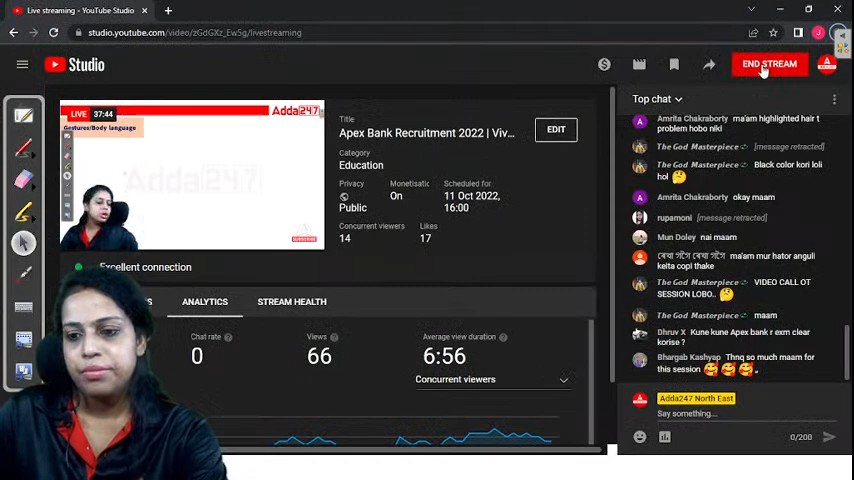 Live streaming - YouTube Studio
studio.youtube.com/video/zGdGXz_Ew5g/livestreaming
J
Studio
END STREAM
LIVE 37:44
Adda247
Gestures/Body language
Adda247
Title
Apex Bank Recruitment 2022 | Viv...
EDIT
Category
Education
Privacy
Public
Monetisatic
On
Scheduled for
11 Oct 2022,
16:00
Concurrent viewers
14
Likes
17
Excellent connection
S
ANALYTICS
STREAM HEALTH
Chat rate
0
Views
66
Average view duration
6:56
Concurrent viewers
Top chat
Amrita Chakraborty ma'am highlighted hair t
problem hobo niki
The God Masterpiece [message retracted]
The God Masterpiece Black color kori loli
hol 🤔
Amrita Chakraborty okay maam
rupamoni [message retracted]
Mun Doley nai maam
ৰেখা গগৈ ৰেখা গগৈ ma'am mur hator anguli
keita copi thake
The God Masterpiece VIDEO CALL OT
SESSION LOBO.. 🤔
The God Masterpiece maam
Dhruv X Kune kune Apex bank r exm clear
korise ?
Bhargab Kashyap Thnq so much maam for
this session 🥰 🥰 🥰 ,,
Adda247 North East
Say something...
0/200